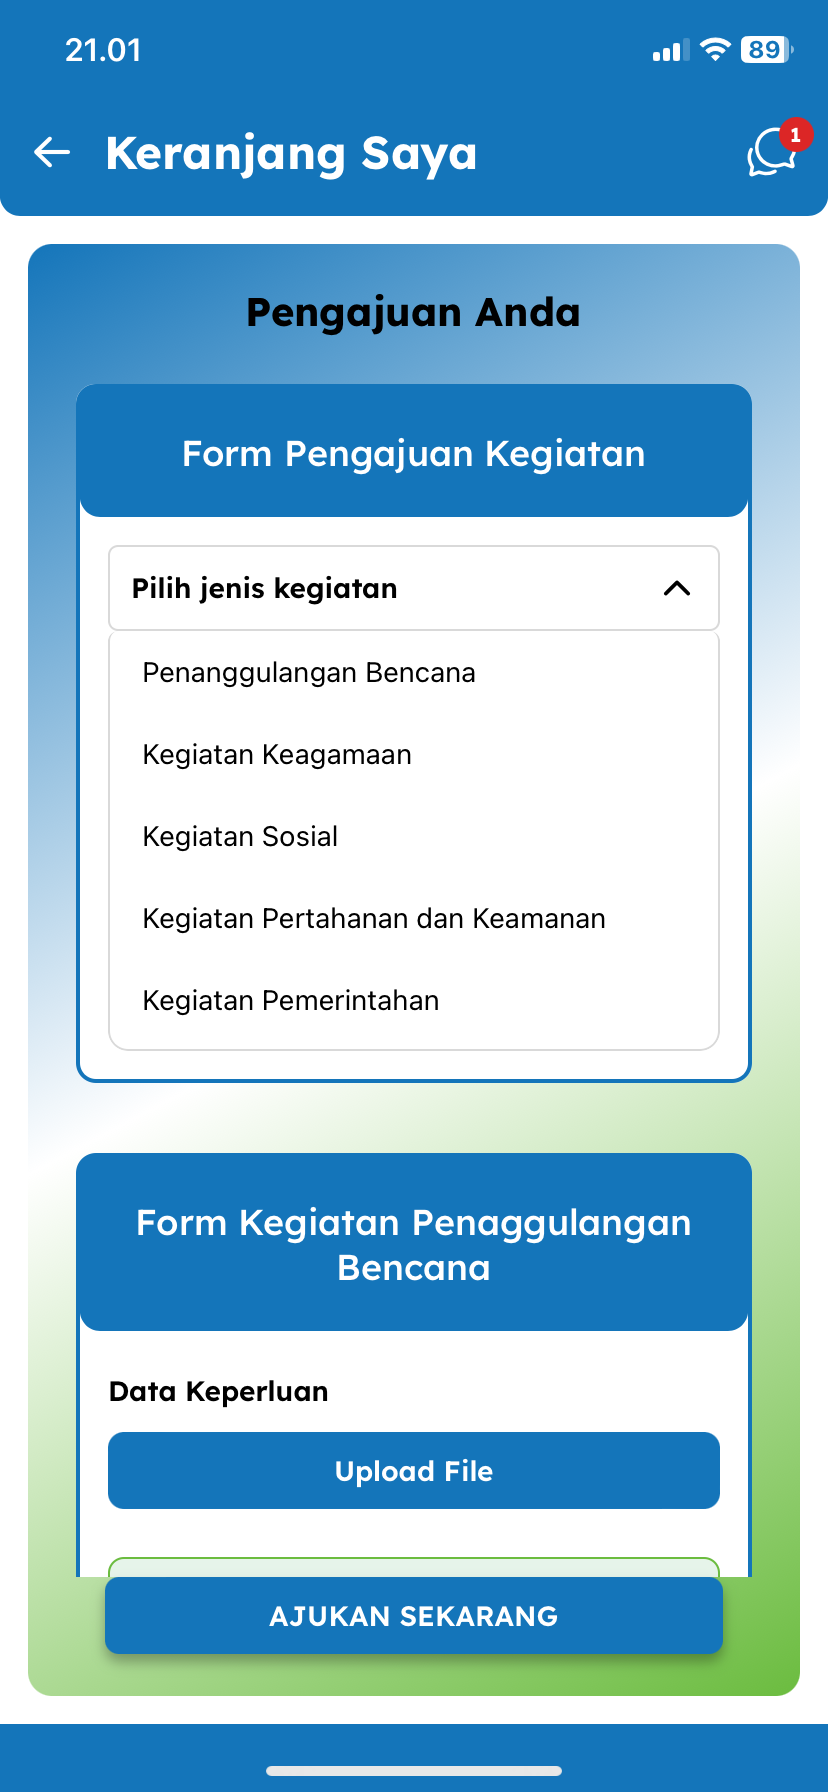 21.01
89
Keranjang Saya
1
Pengajuan Anda
Form Pengajuan Kegiatan
Pilih jenis kegiatan
Penanggulangan Bencana
Kegiatan Keagamaan
Kegiatan Sosial
Kegiatan Pertahanan dan Keamanan
Kegiatan Pemerintahan
Form Kegiatan Penaggulangan
Bencana
Data Keperluan
Upload File
AJUKAN SEKARANG